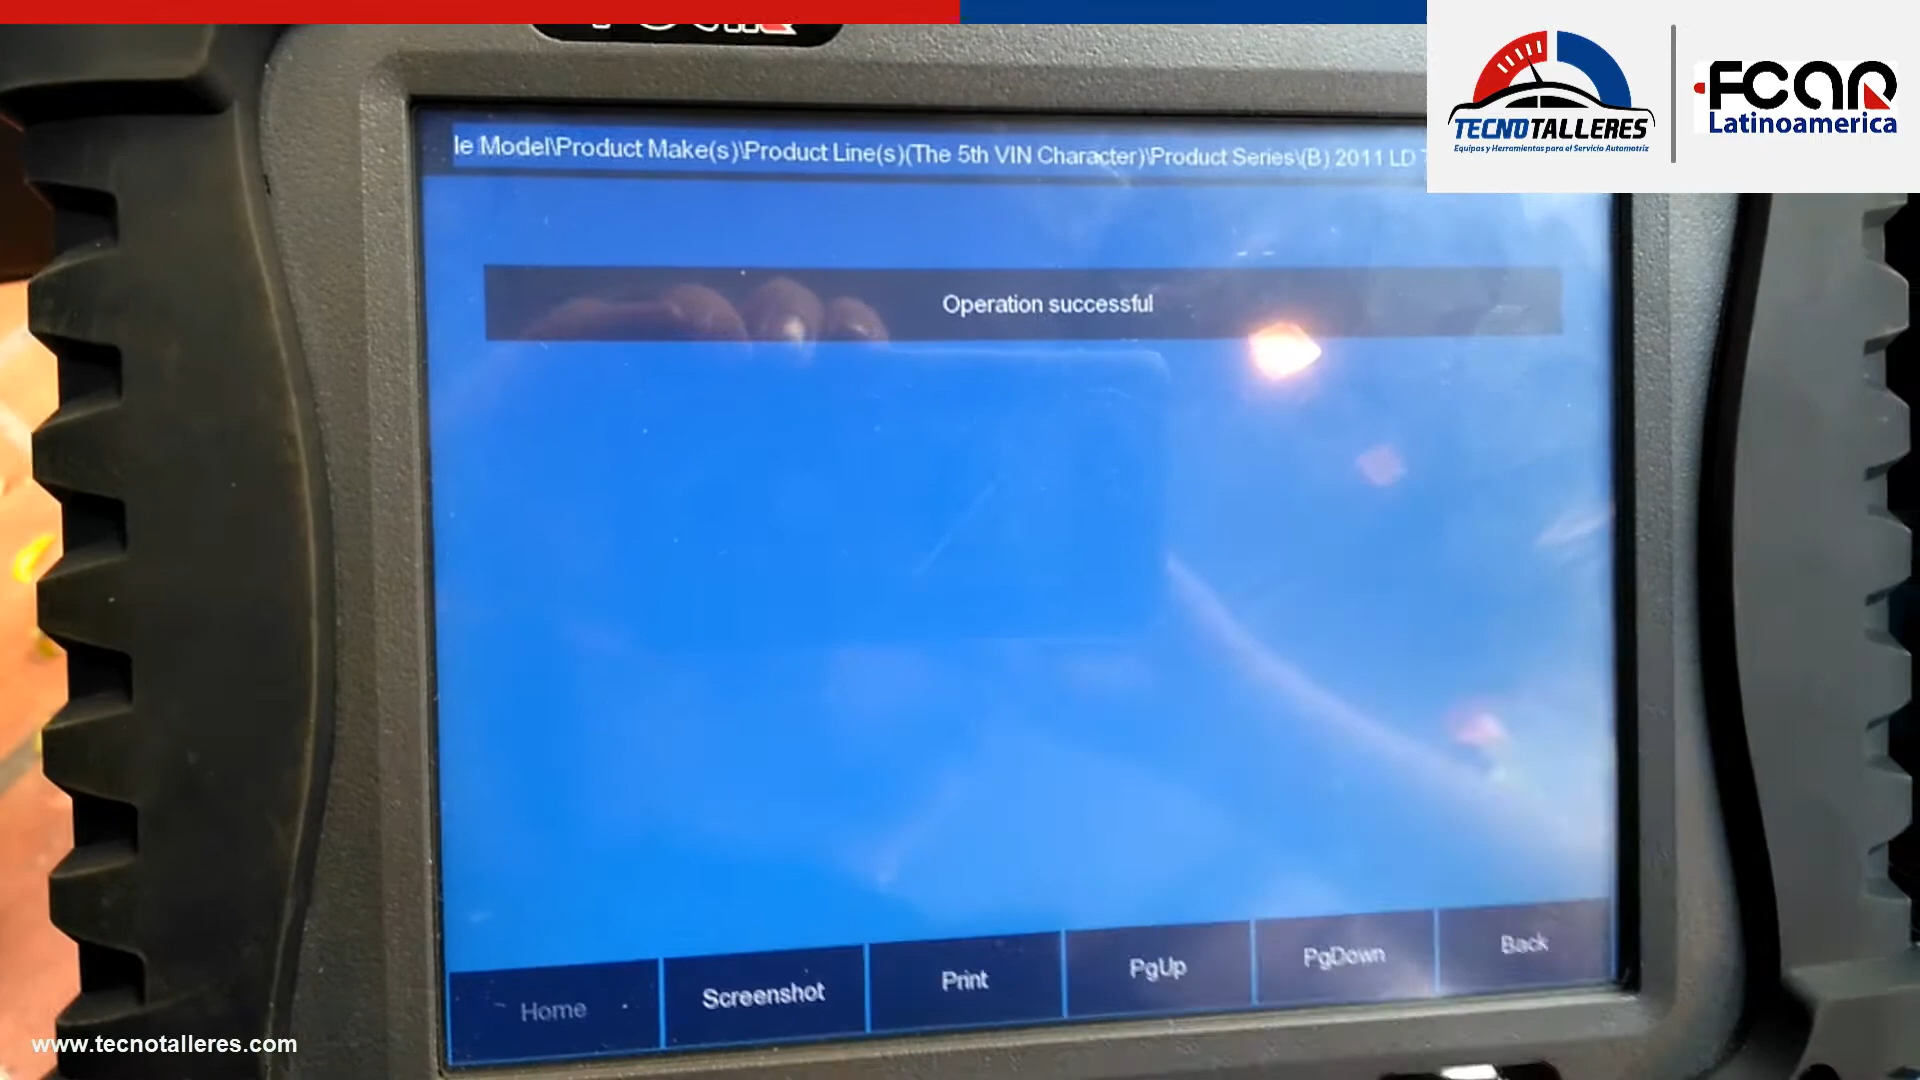 TECNOTALLERES
Equipos y Herramientas para el Servicio Automotriz
FCAR
Latinoamerica
le Model\Product Make(s)\Product Line(s)(The 5th VIN Character)\Product Series\(B) 2011 LD
Operation successful
Home
Screenshot
Print
PgUp
PgDown
Back
www.tecnotalleres.com